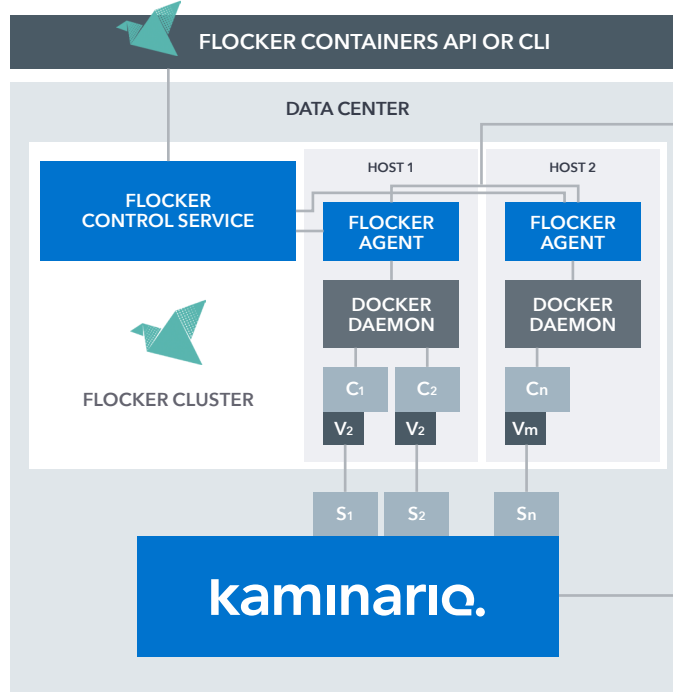 FLOCKER CONTAINERS API OR CLI
DATA CENTER
HOST 1
HOST 2
FLOCKER
CONTROL SERVICE
FLOCKER
AGENT
FLOCKER
AGENT
DOCKER
DAEMON
DOCKER
DAEMON
FLOCKER CLUSTER
C1
C2
Cn
V2
V2
Vm
S1
S2
Sn
kaminario.